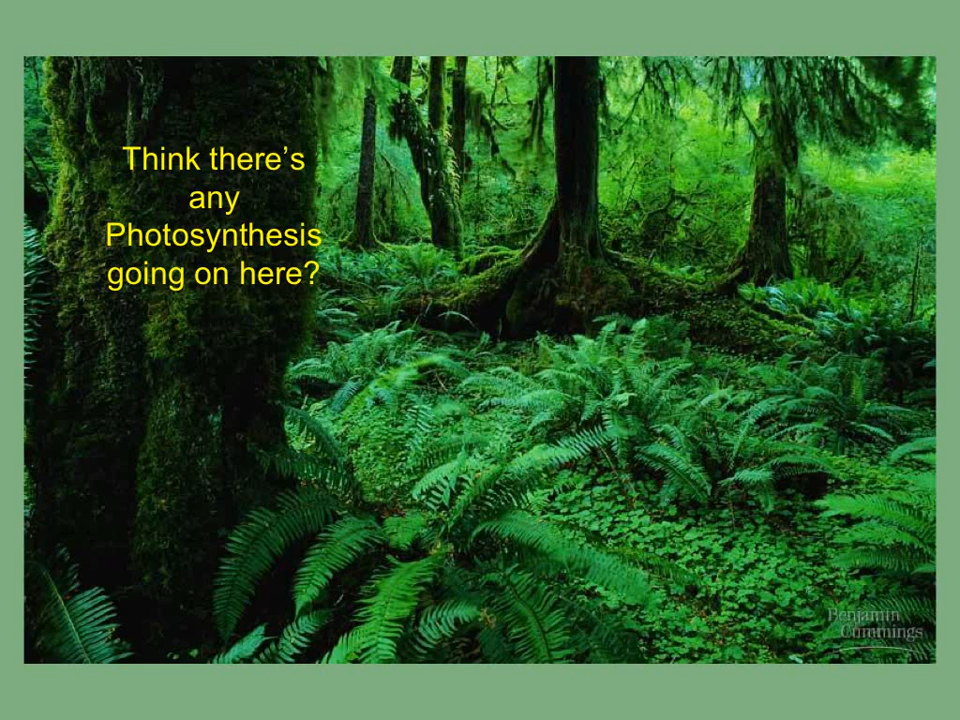 Think there’s
any
Photosynthesis
going on here?
Benjamin
Cummings